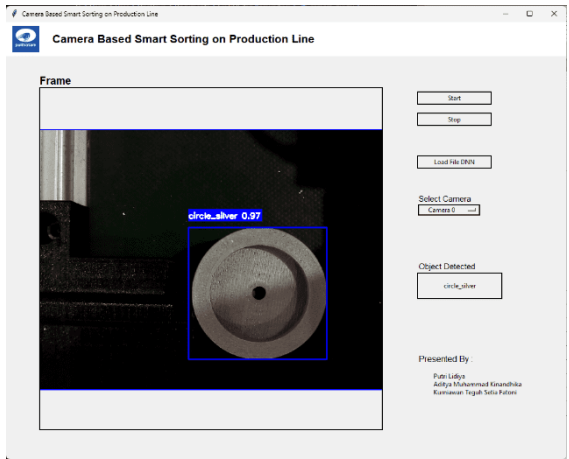 Camera Based Smart Sorting on Production Line
Camera Based Smart Sorting on Production Line
Frame
circle_silver 0.97
Start
Stop
Load File DNN
Select Camera
Camera 0
Object Detected
circle_silver
Presented By :
Putri Lidiya
Aditya Muhammad Kinandhika
Kurniawan Teguh Setia Fatoni